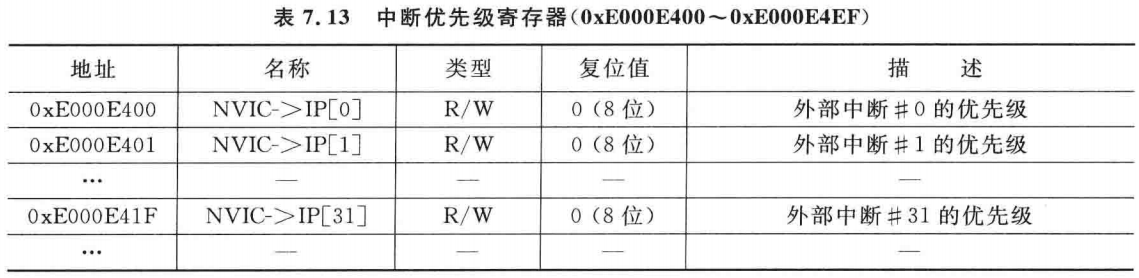 表 7.13 中断优先级寄存器(0xE000E400～0xE000E4EF)
地址 名称 类型 复位值 描 述
0xE000E400 NVIC->IP[0] R/W 0 (8 位) 外部中断#0 的优先级
0xE000E401 NVIC->IP[1] R/W 0 (8 位) 外部中断#1 的优先级
… — — — —
0xE000E41F NVIC->IP[31] R/W 0 (8 位) 外部中断#31 的优先级
… — — — —